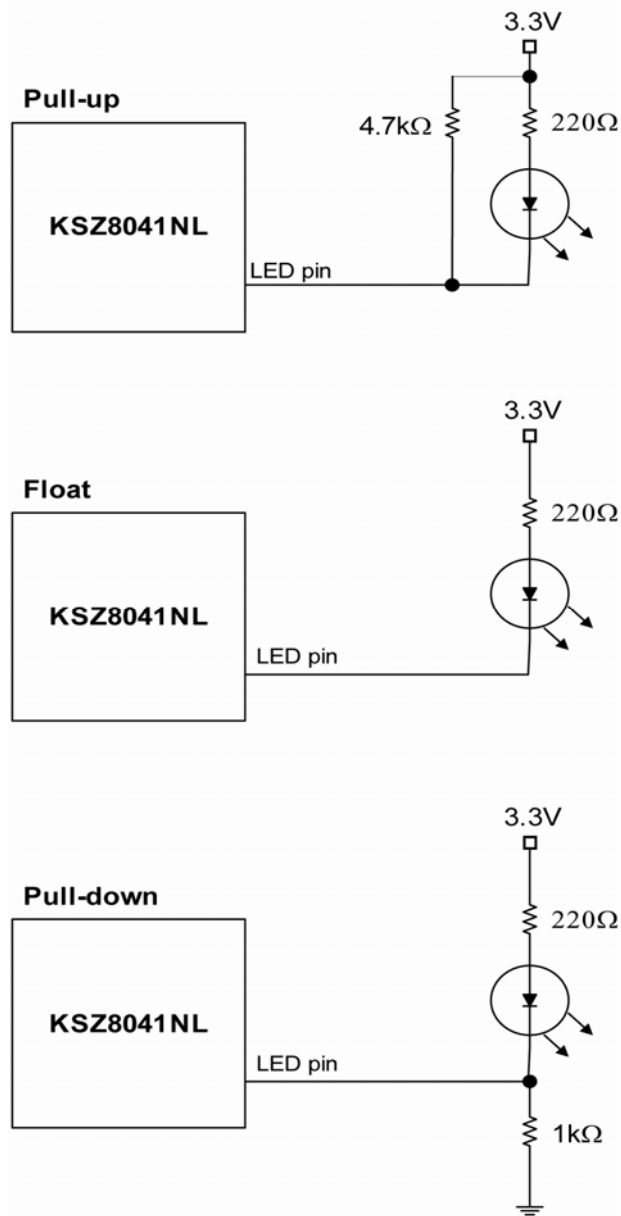 3.3V
Pull-up
4.7kΩ
220Ω
KSZ8041NL
LED pin
3.3V
Float
220Ω
KSZ8041NL
LED pin
3.3V
Pull-down
220Ω
KSZ8041NL
LED pin
1kΩ